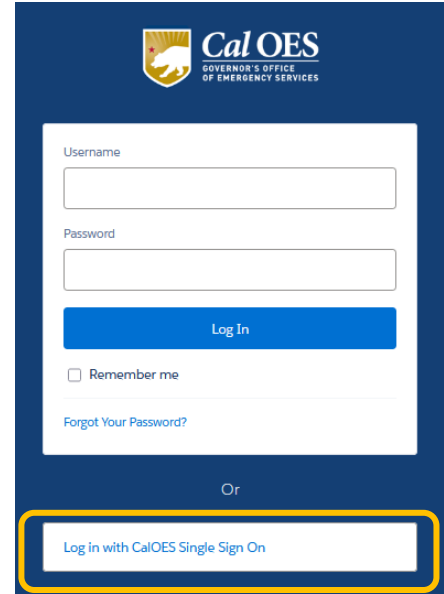 Cal OES
GOVERNOR'S OFFICE
OF EMERGENCY SERVICES
Username
Password
Log In
Remember me
Forgot Your Password?
Or
Log in with CalOES Single Sign On